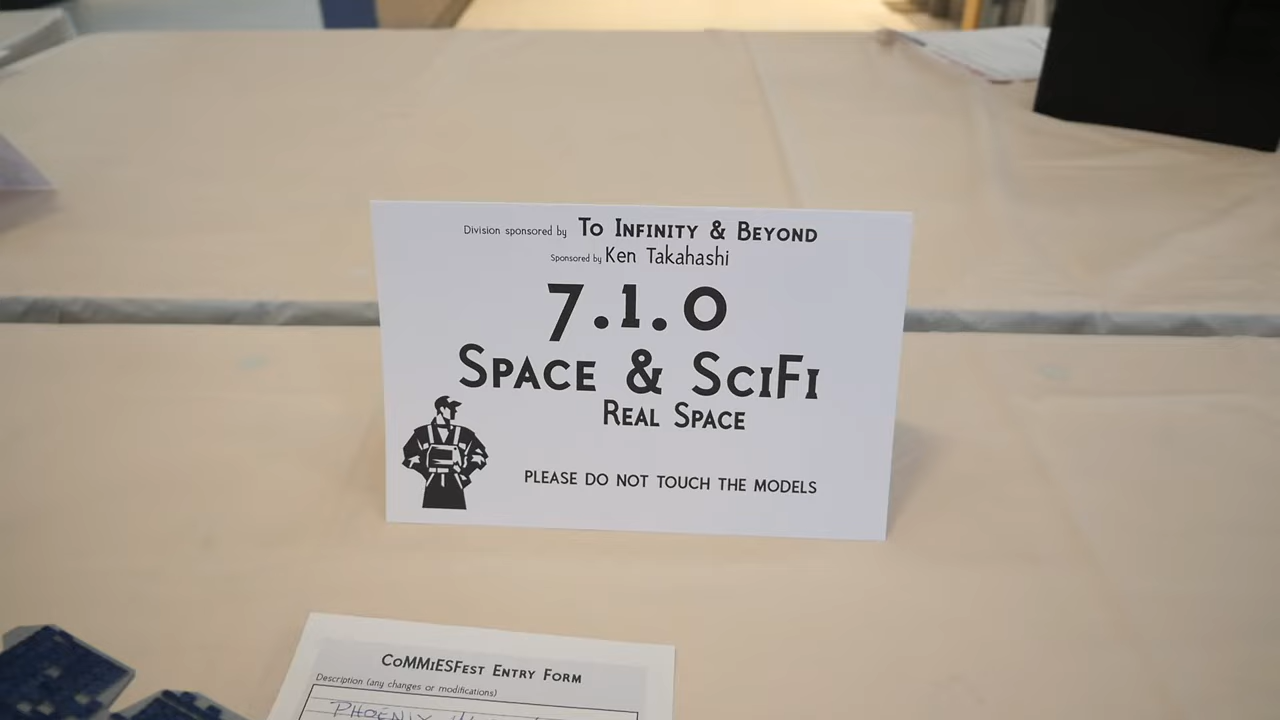 Division sponsored by To Infinity & Beyond
Sponsored by Ken Takahashi
7.1.0
Space & SciFi
Real Space
PLEASE DO NOT TOUCH THE MODELS
CoMMiESFest Entry Form
Description (any changes or modifications)
PHOENIX